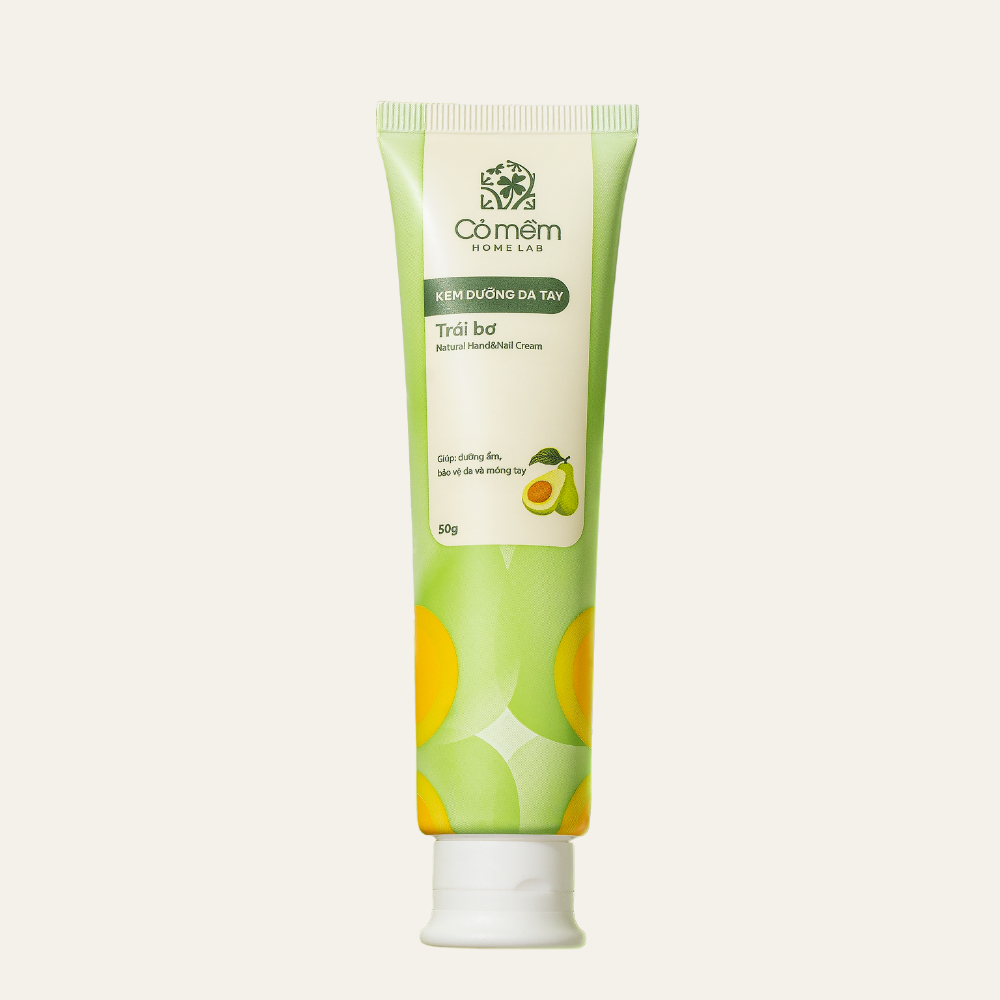 Cỏ mềm
HOME LAB
KEM DƯỠNG DA TAY
Trái bơ
Natural Hand&Nail Cream
Giúp: dưỡng ẩm,
bảo vệ da và móng tay
50g